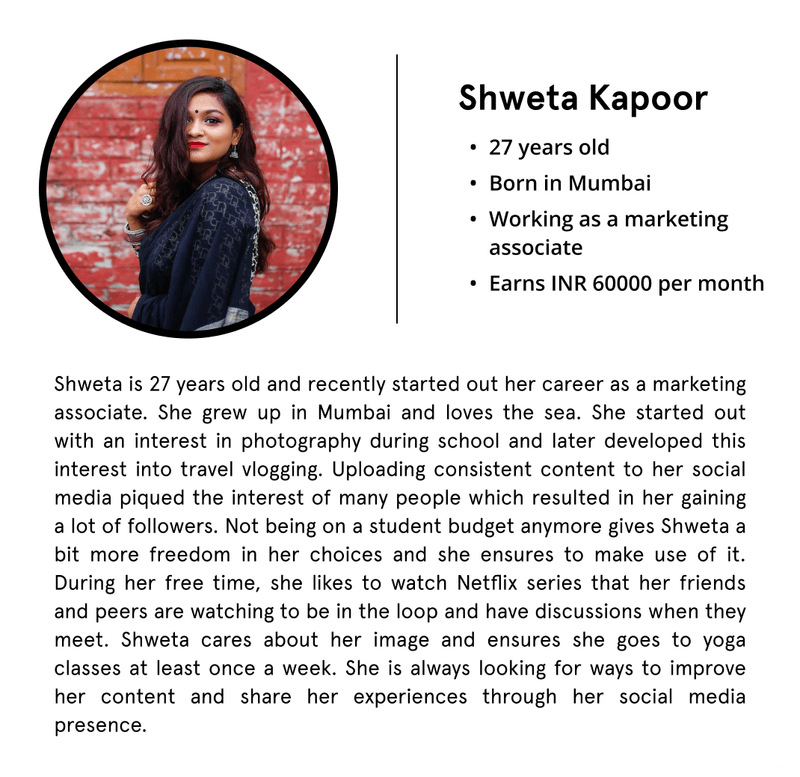 Shweta Kapoor
• 27 years old
• Born in Mumbai
• Working as a marketing
associate
• Earns INR 60000 per month
Shweta is 27 years old and recently started out her career as a marketing
associate. She grew up in Mumbai and loves the sea. She started out
with an interest in photography during school and later developed this
interest into travel vlogging. Uploading consistent content to her social
media piqued the interest of many people which resulted in her gaining
a lot of followers. Not being on a student budget anymore gives Shweta a
bit more freedom in her choices and she ensures to make use of it.
During her free time, she likes to watch Netflix series that her friends
and peers are watching to be in the loop and have discussions when they
meet. Shweta cares about her image and ensures she goes to yoga
classes at least once a week. She is always looking for ways to improve
her content and share her experiences through her social media
presence.